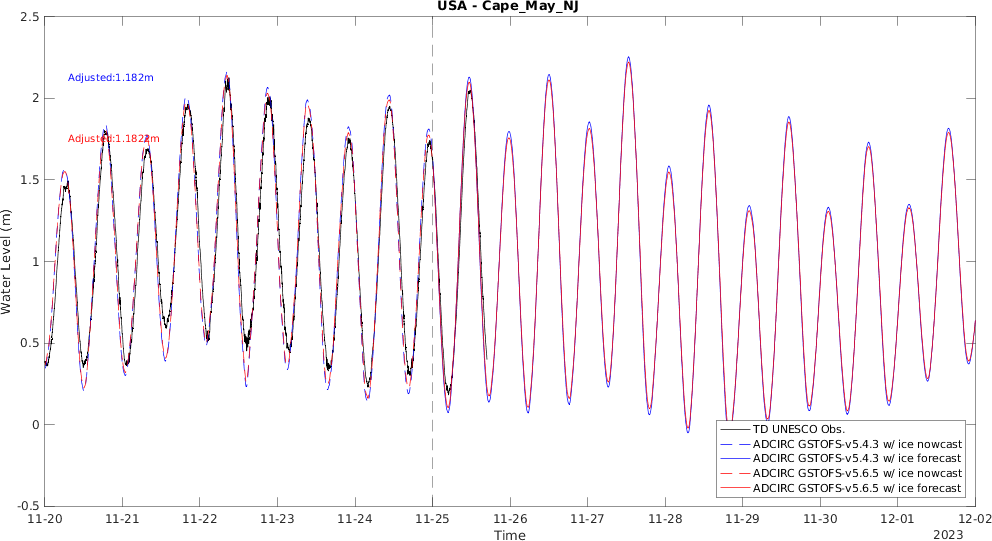 USA - Cape_May_NJ
2.5
2
1.5
1
0.5
0
-0.5
Water Level (m)
Adjusted:1.182m
Adjusted:1.182m
TD UNESCO Obs.
ADCIRC GSTOFS-v5.4.3 w/ ice nowcast
ADCIRC GSTOFS-v5.4.3 w/ ice forecast
ADCIRC GSTOFS-v5.6.5 w/ ice nowcast
ADCIRC GSTOFS-v5.6.5 w/ ice forecast
11-20 11-21 11-22 11-23 11-24 11-25 11-26 11-27 11-28 11-29 11-30 12-01 12-02
Time
2023